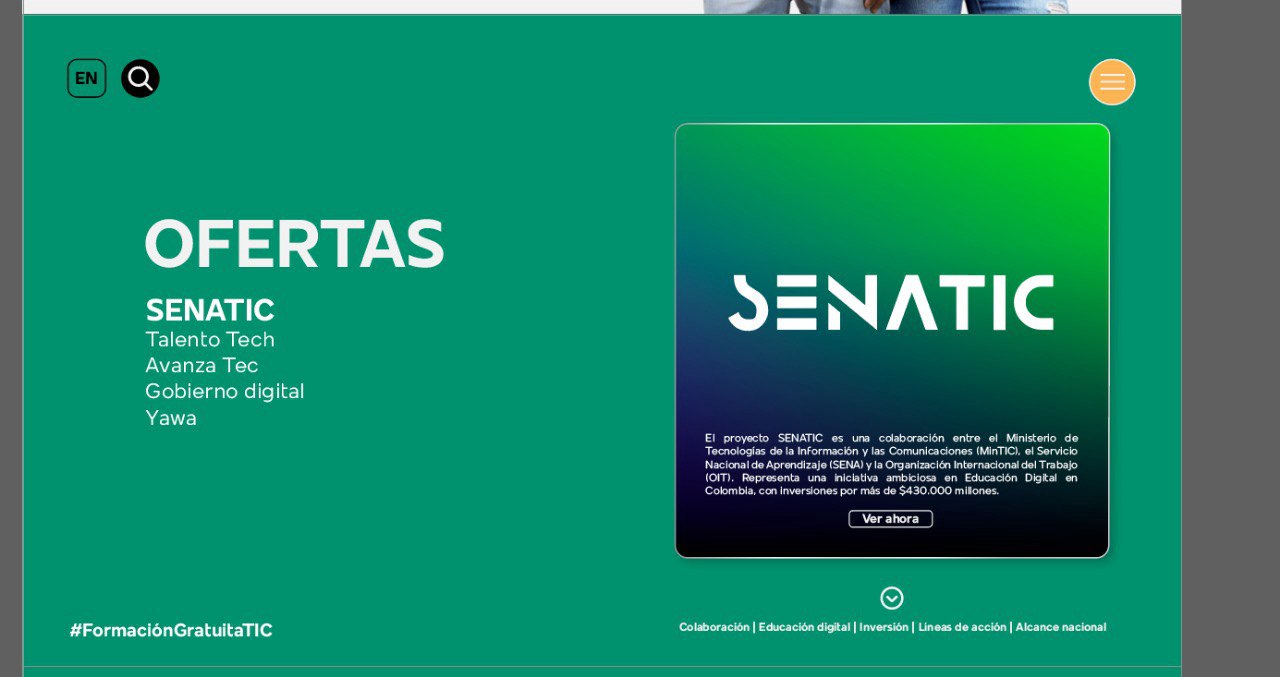 EN
OFERTAS
SENATIC
Talento Tech
Avanza Tec
Gobierno digital
Yawa
SENATIC
El proyecto SENATIC es una colaboración entre el Ministerio de
Tecnologías de la Información y las Comunicaciones (MinTIC), el Servicio
Nacional de Aprendizaje (SENA) y la Organización Internacional del Trabajo
(OIT). Representa una iniciativa ambiciosa en Educación Digital en
Colombia, con inversiones por más de $430.000 millones.
Ver ahora
#FormaciónGratuitaTIC
Colaboración | Educación digital | Inversión | Líneas de acción | Alcance nacional